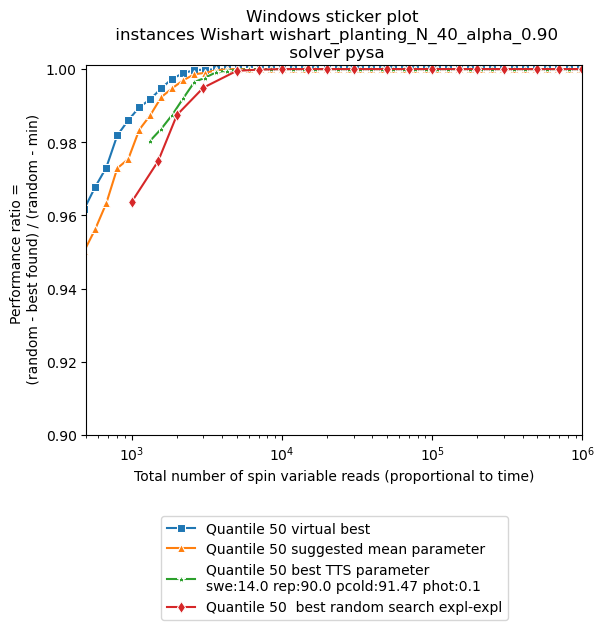 Windows sticker plot
instances Wishart wishart_planting_N_40_alpha_0.90
solver pysa
1.00
0.98
0.96
0.94
0.92
0.90
Performance ratio =
(random - best found) / (random - min)
10³
10⁴
10⁵
10⁶
Total number of spin variable reads (proportional to time)
Quantile 50 virtual best
Quantile 50 suggested mean parameter
Quantile 50 best TTS parameter
swe:14.0 rep:90.0 pcold:91.47 phot:0.1
Quantile 50  best random search expl-expl